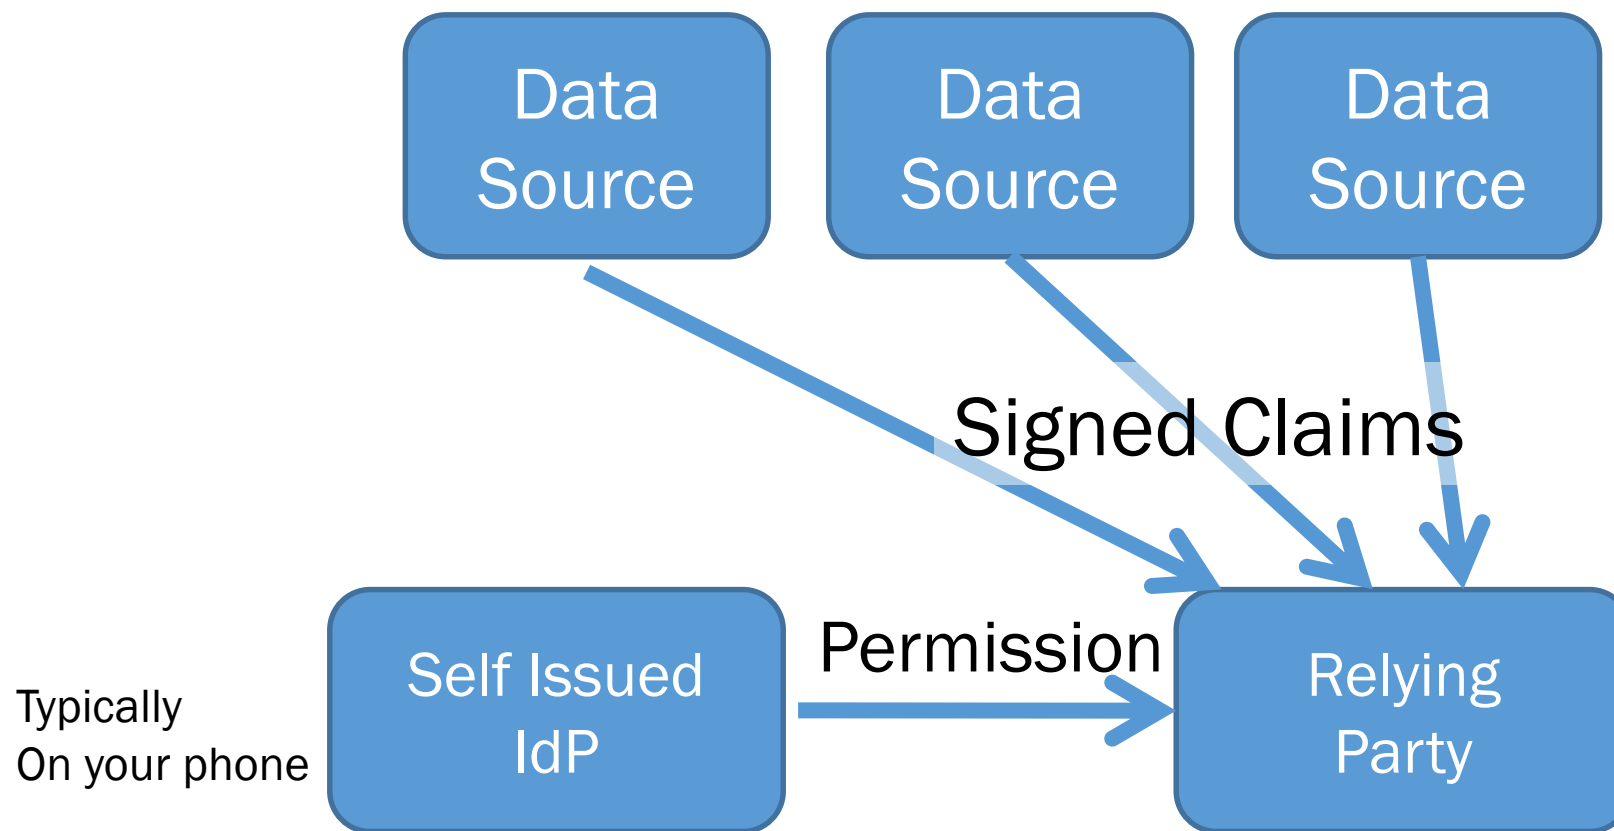 Data
Source
Data
Source
Data
Source
Signed Claims
Permission
Self Issued
IdP
Relying
Party
Typically
On your phone